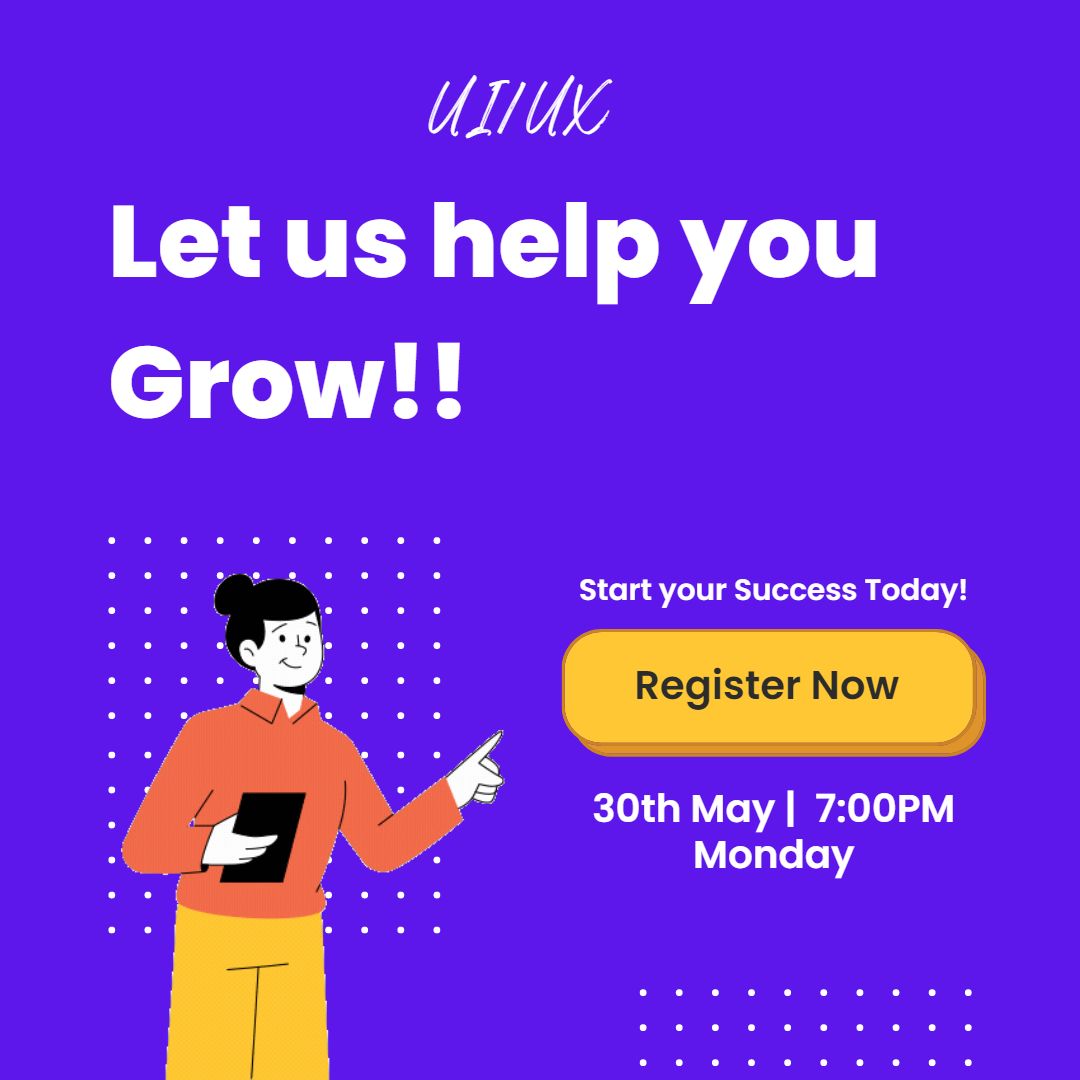 UI/UX
Let us help you
Grow!!
Start your Success Today!
Register Now
30th May | 7:00PM
Monday